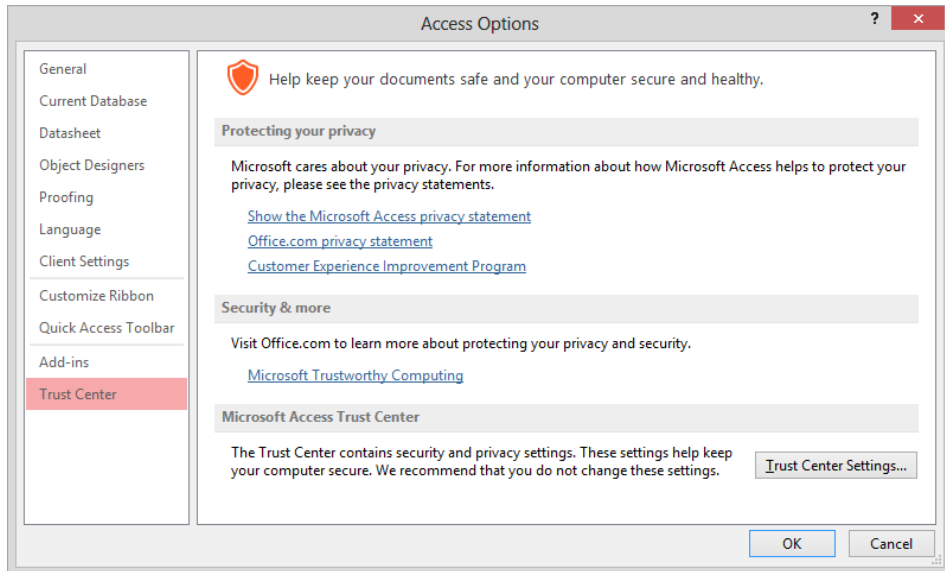 Access Options
?
General
Current Database
Datasheet
Object Designers
Proofing
Language
Client Settings
Customize Ribbon
Quick Access Toolbar
Add-ins
Trust Center
Help keep your documents safe and your computer secure and healthy.
Protecting your privacy
Microsoft cares about your privacy. For more information about how Microsoft Access helps to protect your
privacy, please see the privacy statements.
Show the Microsoft Access privacy statement
Office.com privacy statement
Customer Experience Improvement Program
Security & more
Visit Office.com to learn more about protecting your privacy and security.
Microsoft Trustworthy Computing
Microsoft Access Trust Center
The Trust Center contains security and privacy settings. These settings help keep
your computer secure. We recommend that you do not change these settings.
Trust Center Settings...
OK
Cancel